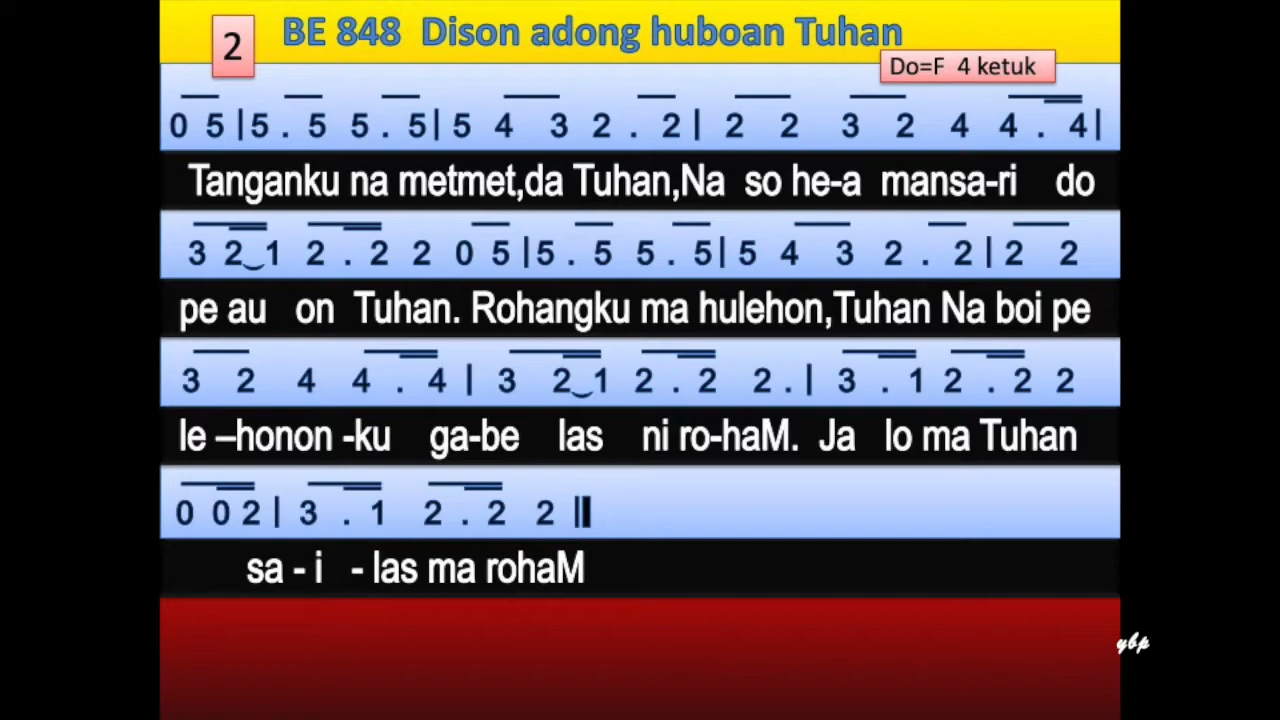 2
BE 848 Dison adong huboan Tuhan
Do=F 4 ketuk
0 5 |5 . 5 5 . 5| 5 4 3 2 . 2 | 2 2 3 2 4 4 . 4 |
Tanganku na metmet,da Tuhan,Na so he-a mansa-ri do
3 2 1 2 . 2 2 0 5 |5 . 5 5 . 5| 5 4 3 2 . 2 | 2 2
pe au on Tuhan. Rohangku ma hulehon,Tuhan Na boi pe
3 2 4 4 . 4 | 3 2 1 2 . 2 2 . | 3 . 1 2 . 2 2
le –honon -ku ga-be las ni ro-haM. Ja lo ma Tuhan
0 0 2 | 3 . 1 2 . 2 2 ||
sa - i - las ma rohaM
ybp